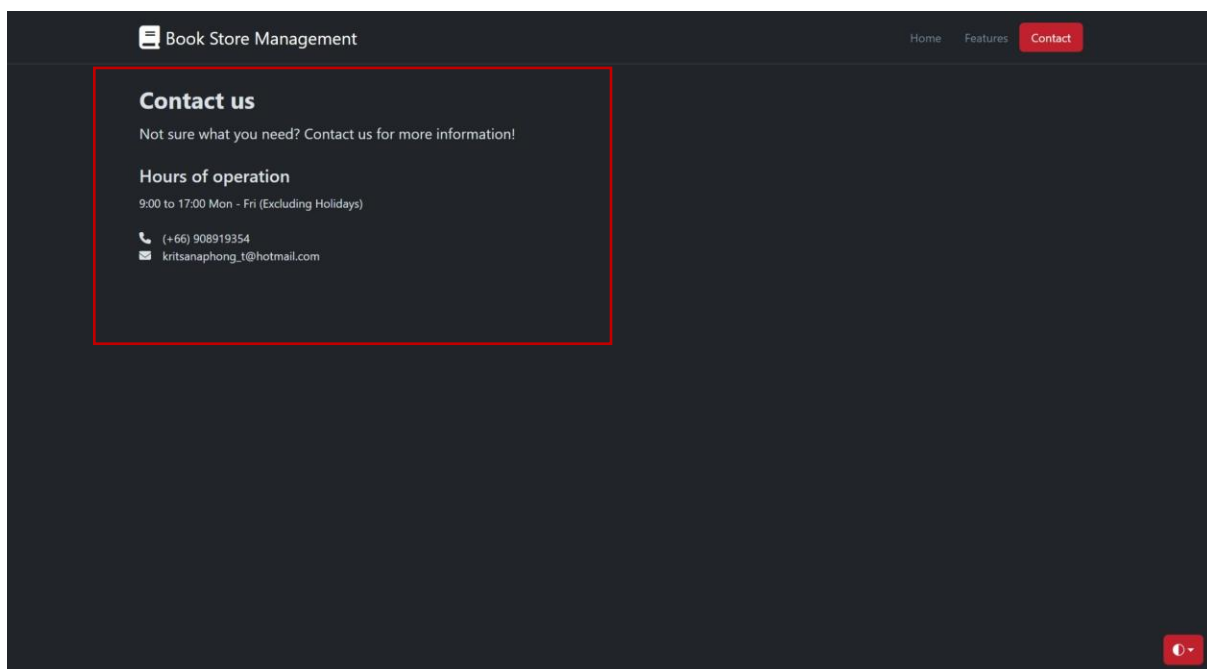 Book Store Management
Home Features Contact
Contact us
Not sure what you need? Contact us for more information!
Hours of operation
9:00 to 17:00 Mon - Fri (Excluding Holidays)
(+66) 908919354
kritsanaphong_t@hotmail.com